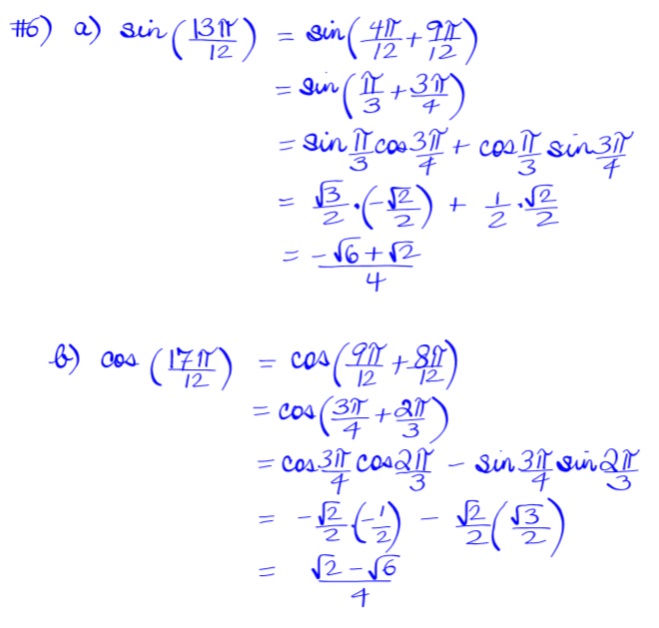 #6) a) sin(13π/12) = sin(4π/12 + 9π/12)
= sin(π/3 + 3π/4)
= sin π/3 cos 3π/4 + cos π/3 sin 3π/4
= √3/2 · (-√2/2) + 1/2 · √2/2
= (-√6 + √2)/4
b) cos(17π/12) = cos(9π/12 + 8π/12)
= cos(3π/4 + 2π/3)
= cos 3π/4 cos 2π/3 - sin 3π/4 sin 2π/3
= -√2/2 (-1/2) - √2/2 (√3/2)
= (√2 - √6)/4